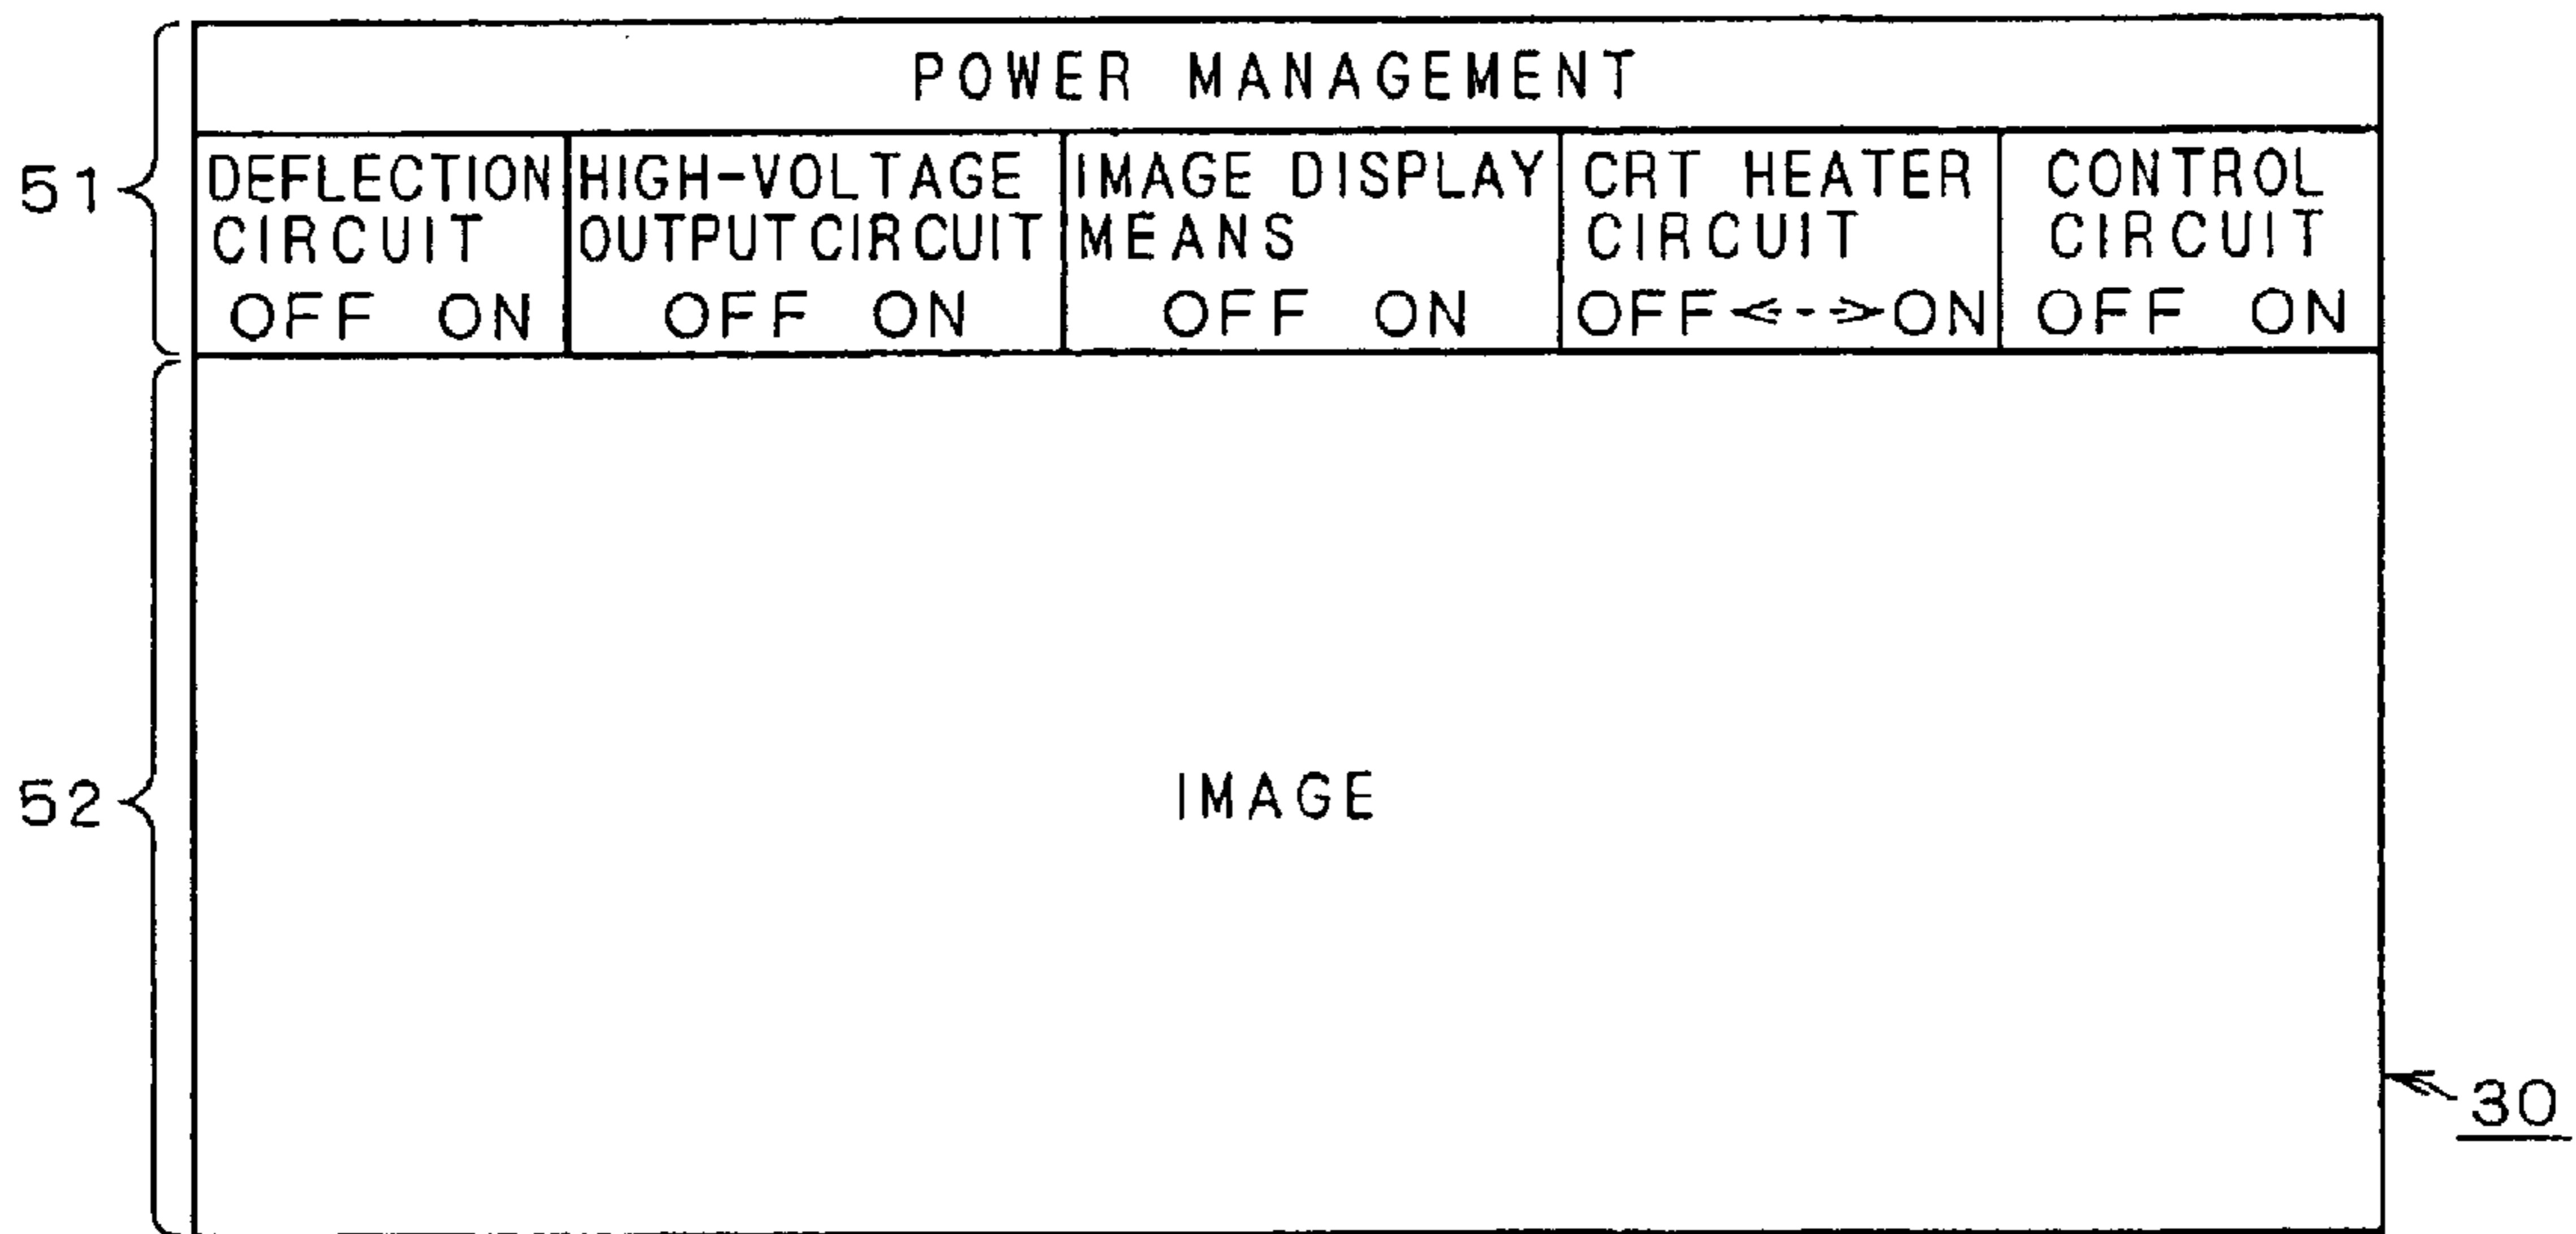 POWER MANAGEMENT
51
DEFLECTION
CIRCUIT
OFF ON
HIGH-VOLTAGE
OUTPUT CIRCUIT
OFF ON
IMAGE DISPLAY
MEANS
OFF ON
CRT HEATER
CIRCUIT
OFF <--> ON
CONTROL
CIRCUIT
OFF ON
52
IMAGE
30